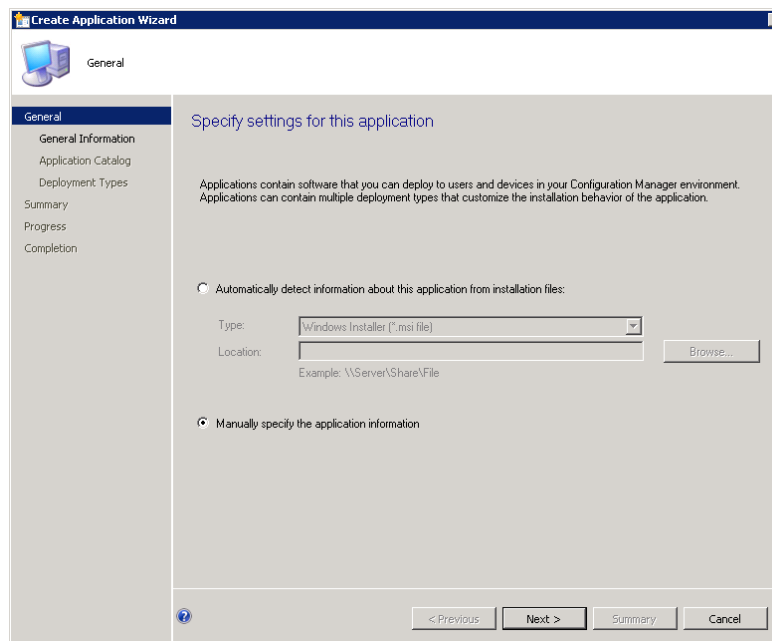 Create Application Wizard
General
General
General Information
Application Catalog
Deployment Types
Summary
Progress
Completion
Specify settings for this application
Applications contain software that you can deploy to users and devices in your Configuration Manager environment.
Applications can contain multiple deployment types that customize the installation behavior of the application.
Automatically detect information about this application from installation files:
Type: Windows Installer (*.msi file)
Location: Browse...
Example: \\Server\Share\File
Manually specify the application information
< Previous Next > Summary Cancel